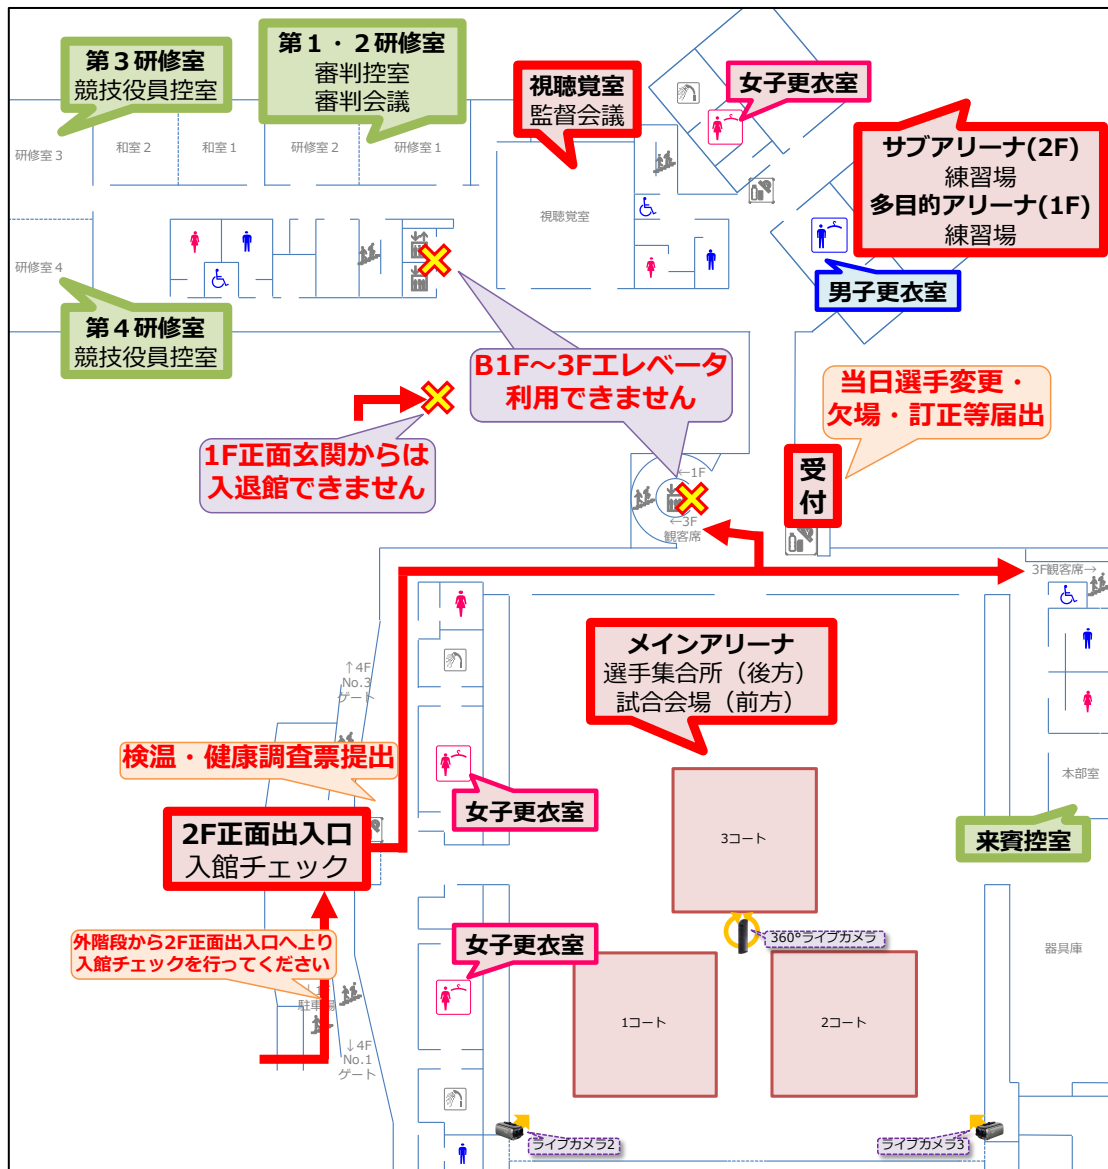 第３研修室
競技役員控室
第１・２研修室
審判控室
審判会議
視聴覚室
監督会議
女子更衣室
サブアリーナ(2F)
練習場
多目的アリーナ(1F)
練習場
研修室3
和室2
和室1
研修室2
研修室1
視聴覚室
研修室4
男子更衣室
第４研修室
競技役員控室
B1F～3Fエレベータ
利用できません
当日選手変更・
欠場・訂正等届出
1F正面玄関からは
入退館できません
受
付
←1F
←3F
観客席
3F観客席→
メインアリーナ
選手集合所（後方）
試合会場（前方）
↑4F
No.3
ゲート
検温・健康調査票提出
本部室
女子更衣室
2F正面出入口
入館チェック
3コート
来賓控室
外階段から2F正面出入口へ上り
入館チェックを行ってください
女子更衣室
360°ライブカメラ
器具庫
駐車場
1コート
2コート
↓4F
No.1
ゲート
ライブカメラ2
ライブカメラ3